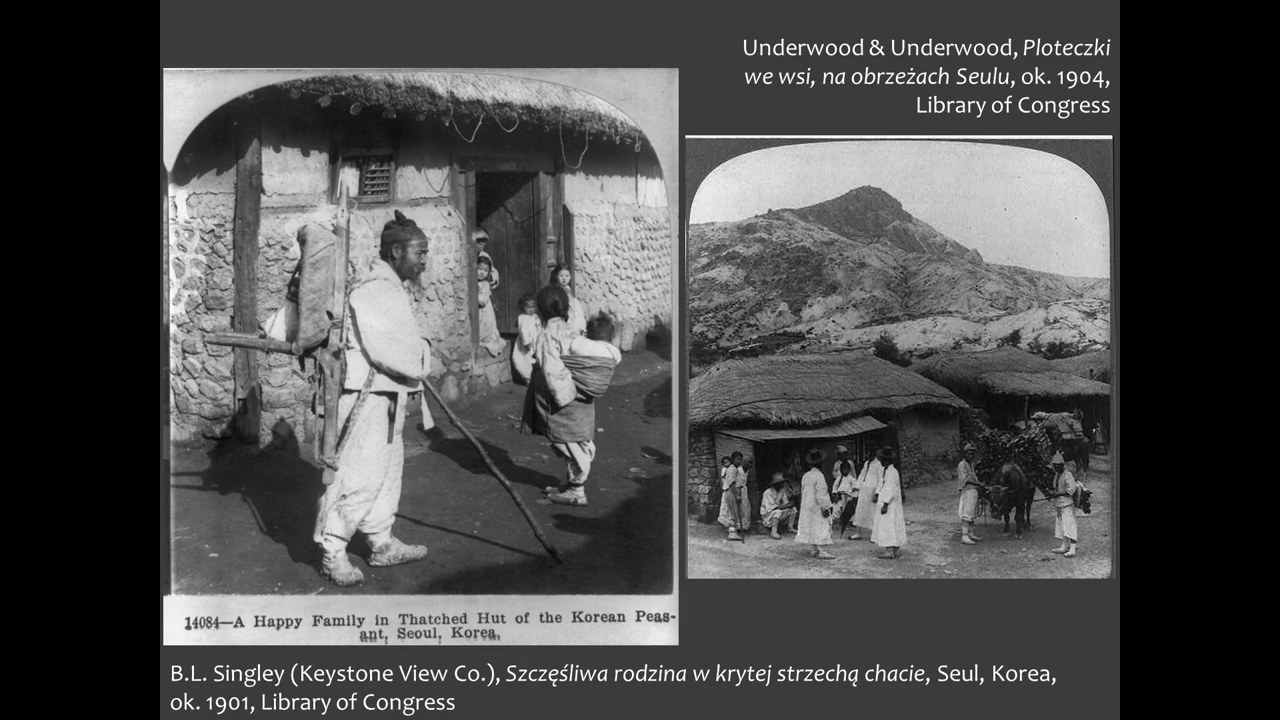 Underwood & Underwood, Ploteczki
we wsi, na obrzeżach Seulu, ok. 1904,
Library of Congress
14084—A Happy Family in Thatched Hut of the Korean Peas-
ant, Seoul, Korea.
B.L. Singley (Keystone View Co.), Szczęśliwa rodzina w krytej strzechą chacie, Seul, Korea,
ok. 1901, Library of Congress